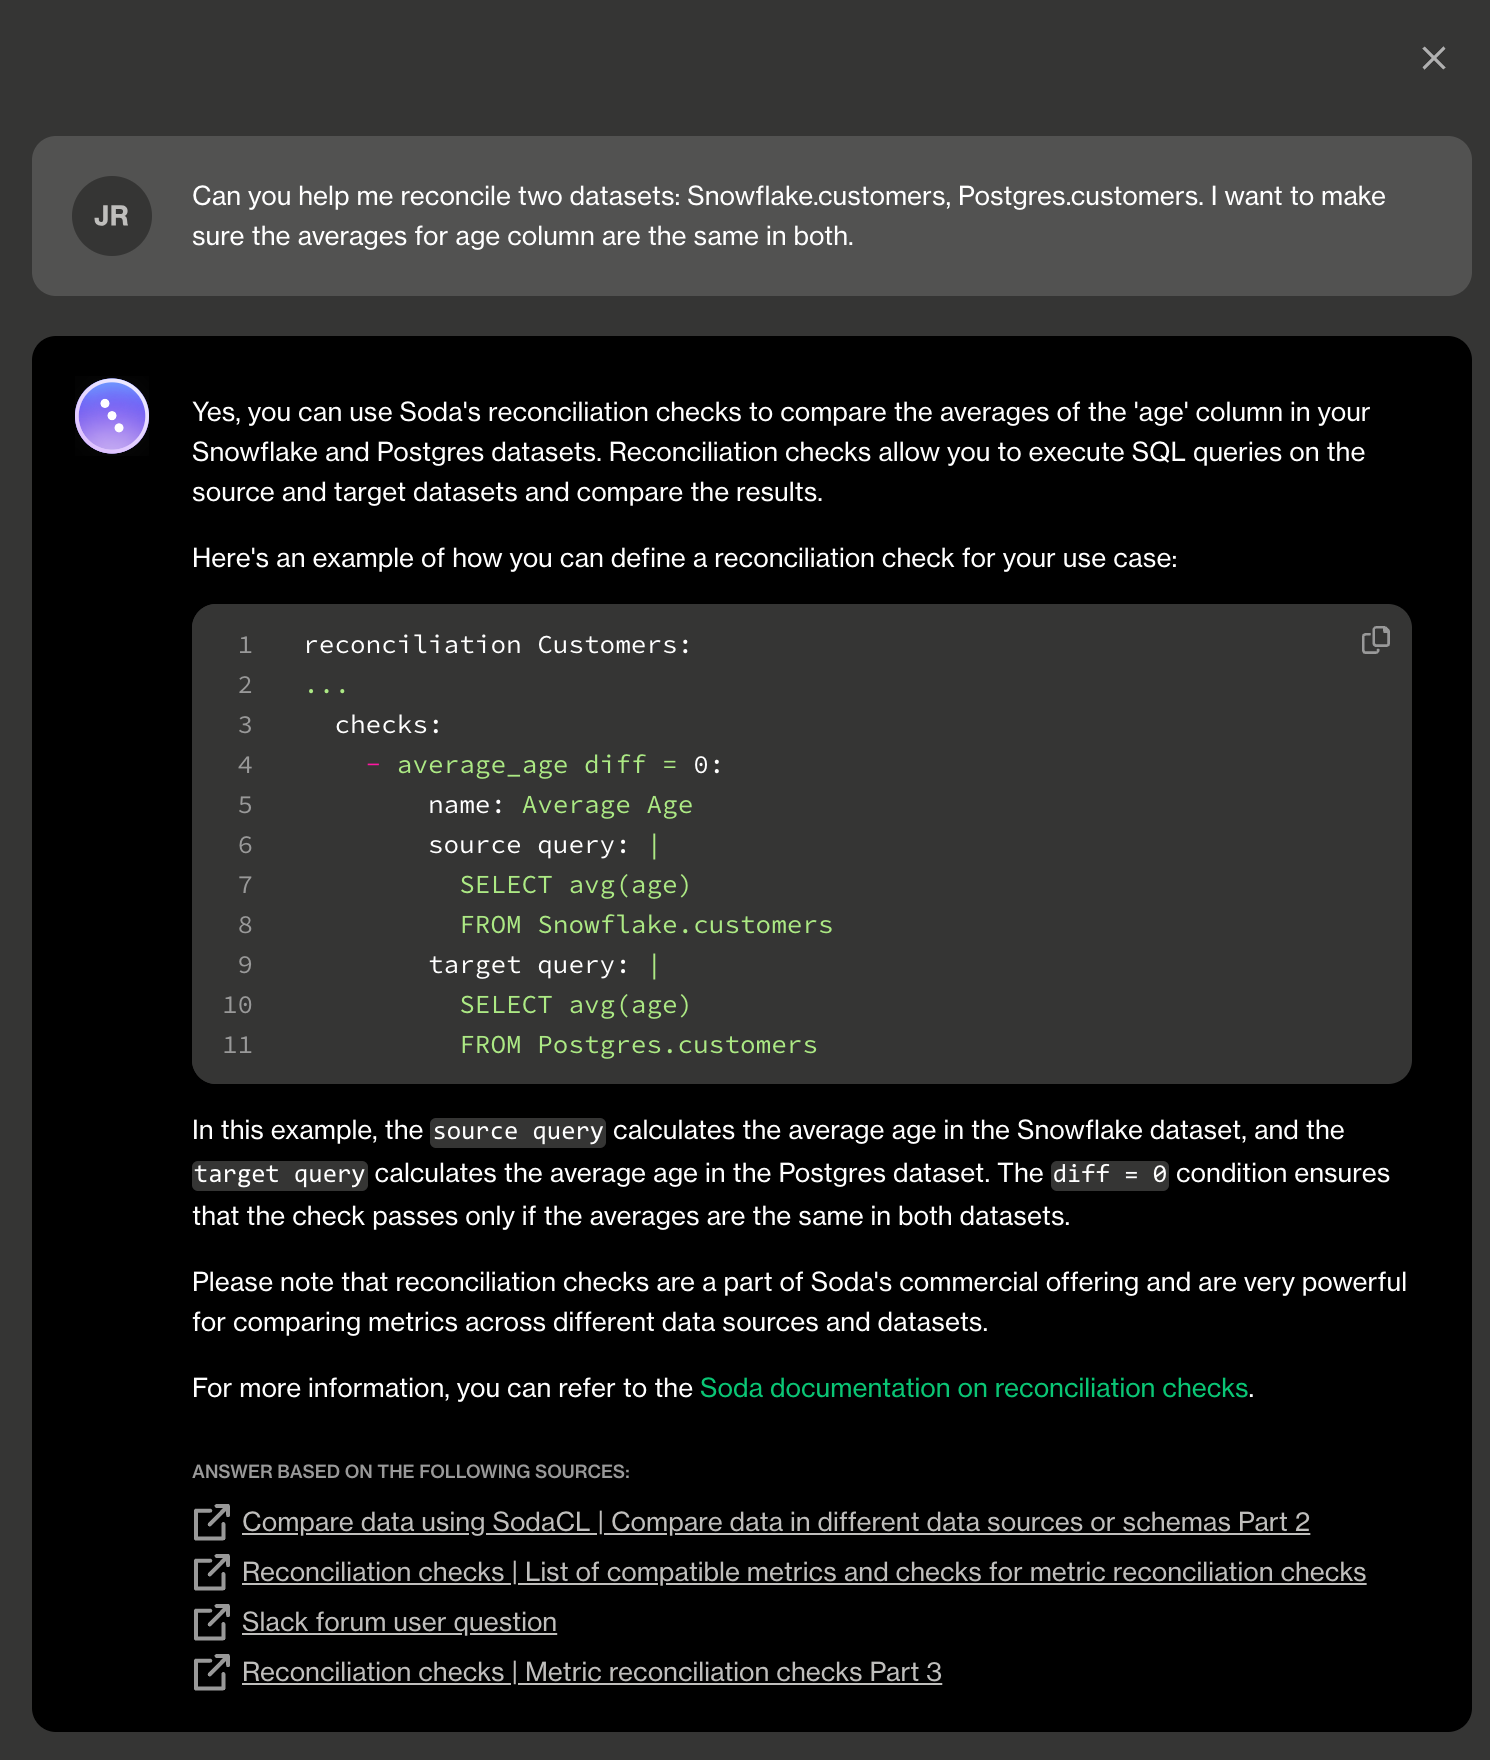 JR
Can you help me reconcile two datasets: Snowflake.customers, Postgres.customers. I want to make
sure the averages for age column are the same in both.
Yes, you can use Soda's reconciliation checks to compare the averages of the 'age' column in your
Snowflake and Postgres datasets. Reconciliation checks allow you to execute SQL queries on the
source and target datasets and compare the results.
Here's an example of how you can define a reconciliation check for your use case:
1 reconciliation Customers:
2 ...
3   checks:
4     - average_age diff = 0:
5         name: Average Age
6         source query: |
7           SELECT avg(age)
8           FROM Snowflake.customers
9         target query: |
10           SELECT avg(age)
11           FROM Postgres.customers
In this example, the source query calculates the average age in the Snowflake dataset, and the
target query calculates the average age in the Postgres dataset. The diff = 0 condition ensures
that the check passes only if the averages are the same in both datasets.
Please note that reconciliation checks are a part of Soda's commercial offering and are very powerful
for comparing metrics across different data sources and datasets.
For more information, you can refer to the Soda documentation on reconciliation checks.
ANSWER BASED ON THE FOLLOWING SOURCES:
Compare data using SodaCL | Compare data in different data sources or schemas Part 2
Reconciliation checks | List of compatible metrics and checks for metric reconciliation checks
Slack forum user question
Reconciliation checks | Metric reconciliation checks Part 3